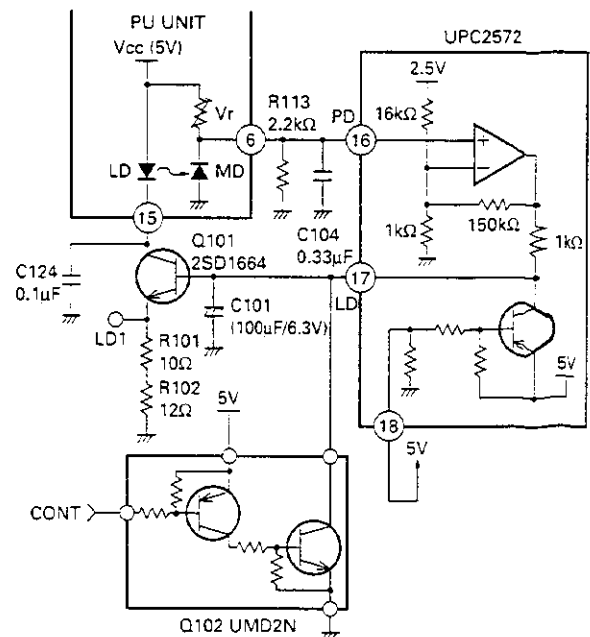 PU UNIT
Vcc (5V)
Vr
LD
MD
6
15
R113
2.2kΩ
PD
16
C104
0.33μF
UPC2572
2.5V
16kΩ
+
−
1kΩ
150kΩ
1kΩ
17
LD
Q101
2SD1664
C124
0.1μF
C101
(100μF/6.3V)
LD1
R101
10Ω
R102
12Ω
5V
5V
18
5V
CONT
Q102 UMD2N